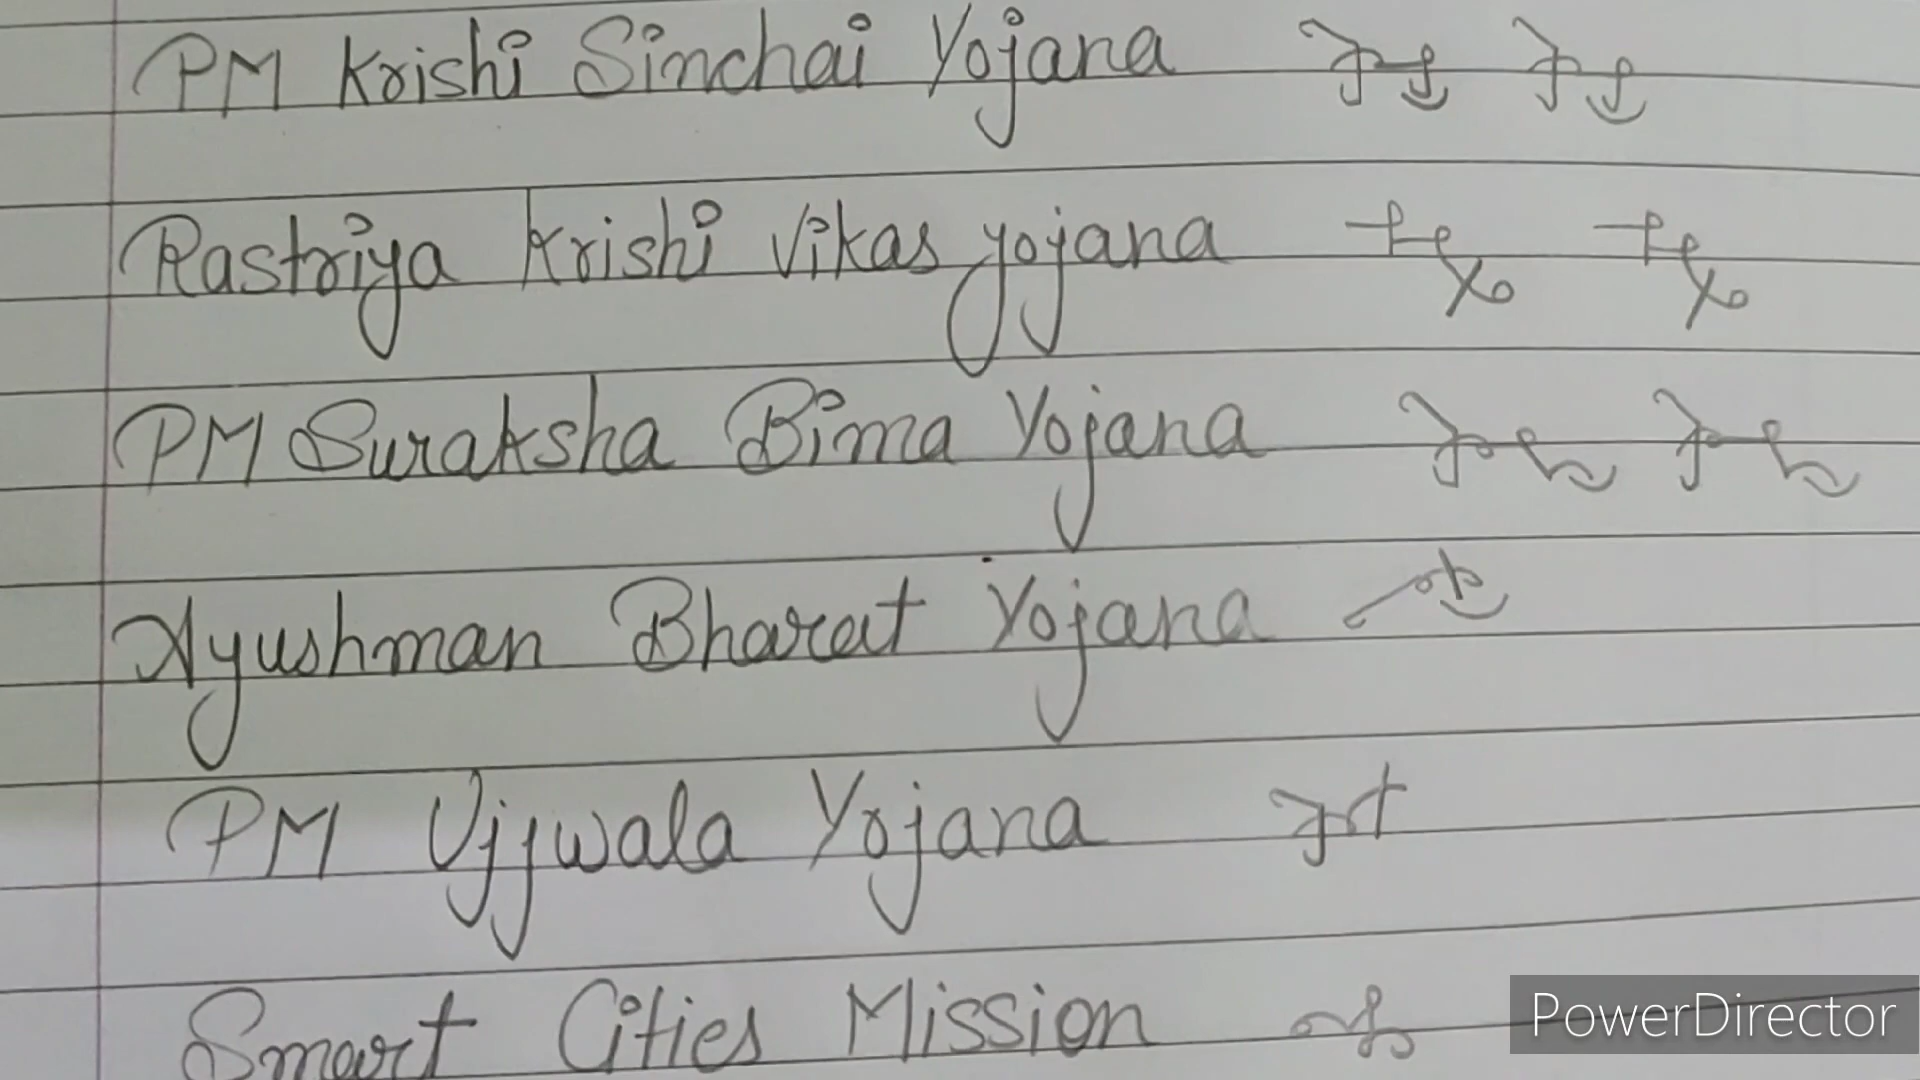 PM Krishi Sinchai Yojana
Rastriya Krishi Vikas yojana
PM Suraksha Bima Yojana
Ayushman Bharat Yojana
PM Ujjwala Yojana
Smart Cities Mission
PowerDirector